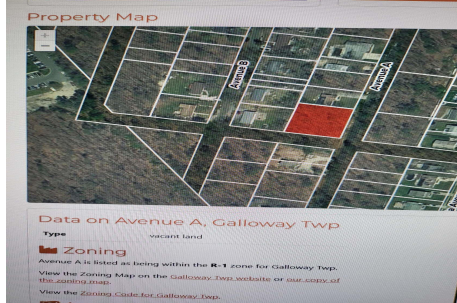 Property Map
+
−
Avenue B
Avenue A
Data on Avenue A, Galloway Twp
Type vacant land
Zoning
Avenue A is listed as being within the R-1 zone for Galloway Twp.
View the Zoning Map on the Galloway Twp website or our copy of
the zoning map.
View the Zoning Code for Galloway Twp.